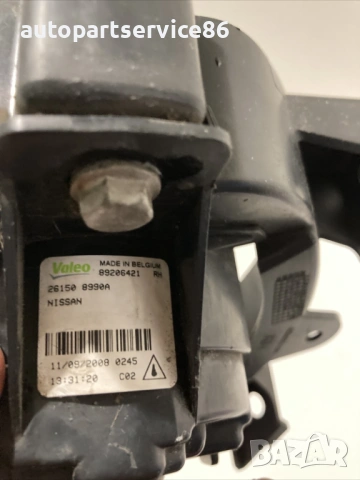 autopartservice86
Valeo
MADE IN BELGIUM
89206421 RH
26150 8990A
NISSAN
11/09/2008 0245
13:31:20 C02
BAZAR